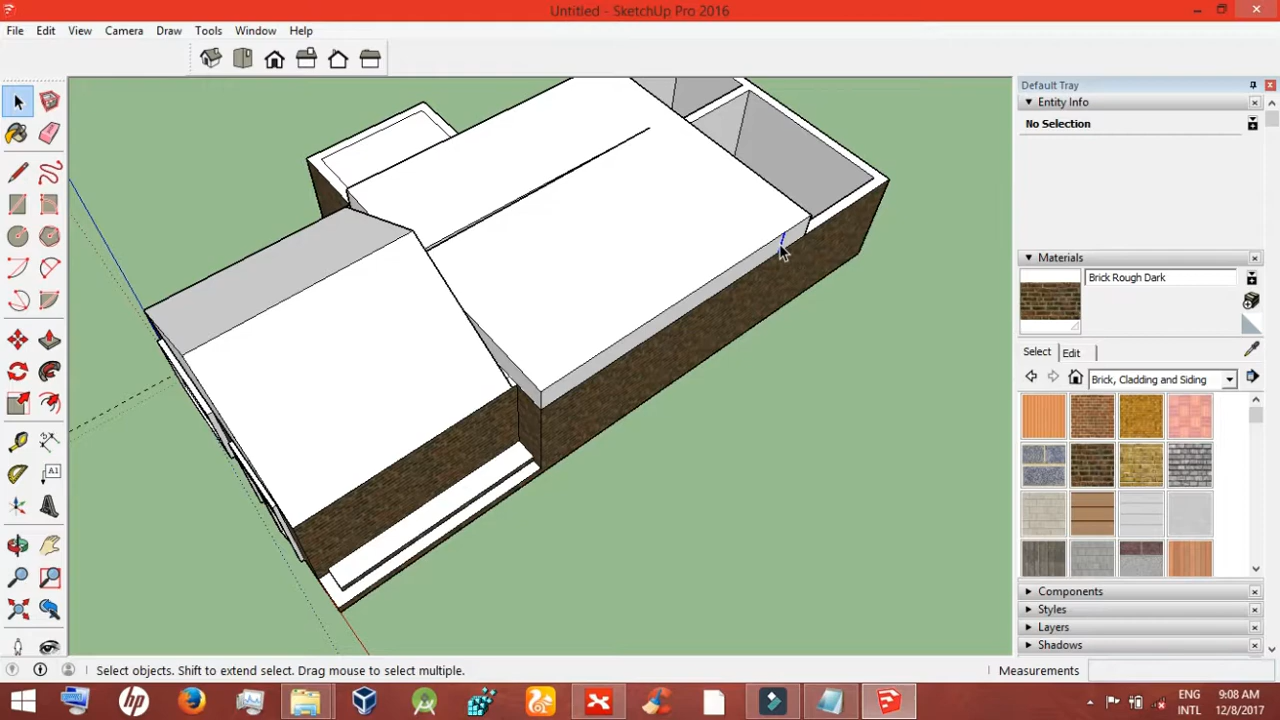 Untitled - SketchUp Pro 2016
File Edit View Camera Draw Tools Window Help
Default Tray
Entity Info
No Selection
Materials
Brick Rough Dark
Select Edit
Brick, Cladding and Siding
A1
Components
Styles
Layers
Shadows
Select objects. Shift to extend select. Drag mouse to select multiple.
Measurements
hp
ENG
INTL
9:08 AM
12/8/2017